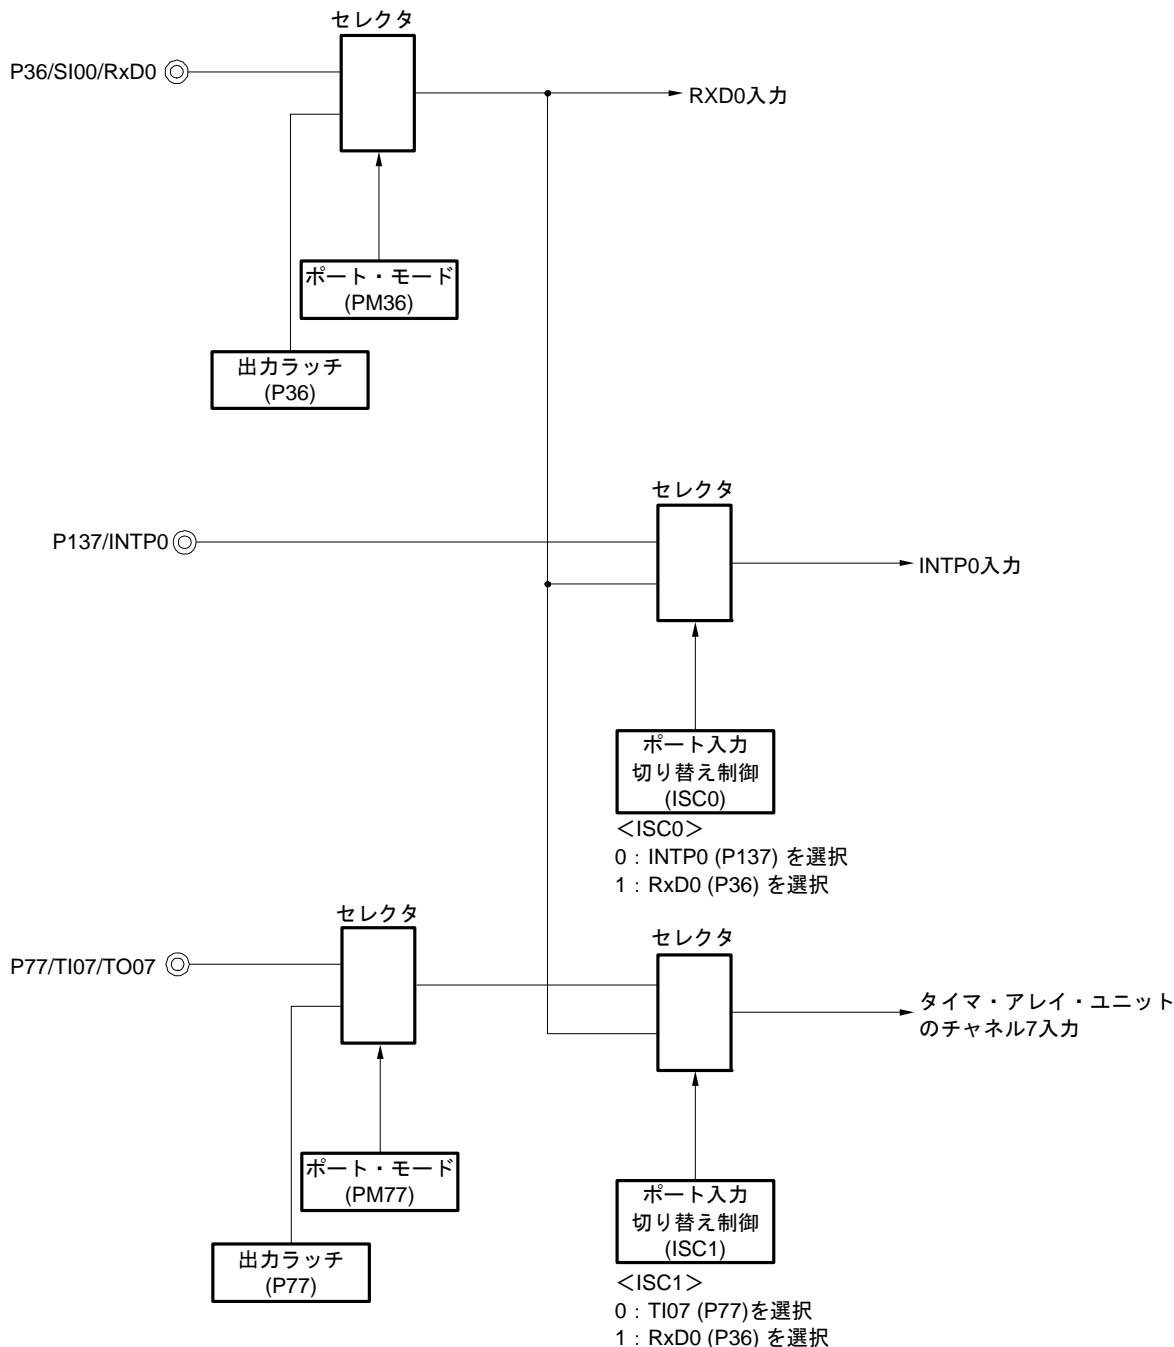 セレクタ
P36/SI00/RxD0
RXD0入力
ポート・モード
(PM36)
出力ラッチ
(P36)
セレクタ
P137/INTP0
INTP0入力
ポート入力
切り替え制御
(ISC0)
＜ISC0＞
0：INTP0 (P137) を選択
1：RxD0 (P36) を選択
セレクタ
セレクタ
P77/TI07/TO07
タイマ・アレイ・ユニット
のチャネル7入力
ポート・モード
(PM77)
ポート入力
切り替え制御
(ISC1)
出力ラッチ
(P77)
＜ISC1＞
0：TI07 (P77)を選択
1：RxD0 (P36) を選択